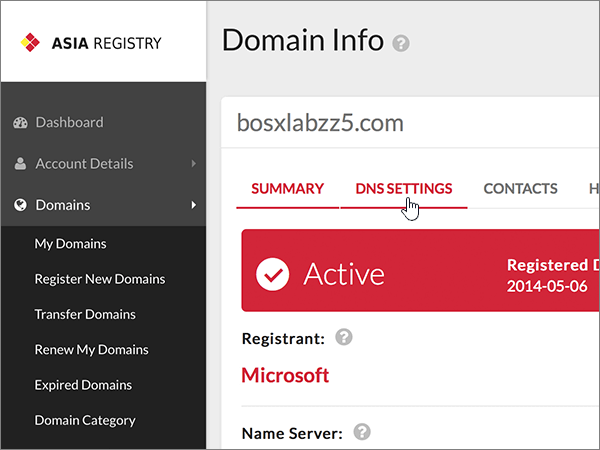 ASIA REGISTRY
Domain Info ?
Dashboard
Account Details
Domains
My Domains
Register New Domains
Transfer Domains
Renew My Domains
Expired Domains
Domain Category
bosxlabzz5.com
SUMMARY DNS SETTINGS CONTACTS H
Active
Registered D
2014-05-06
Registrant: ?
Microsoft
Name Server: ?